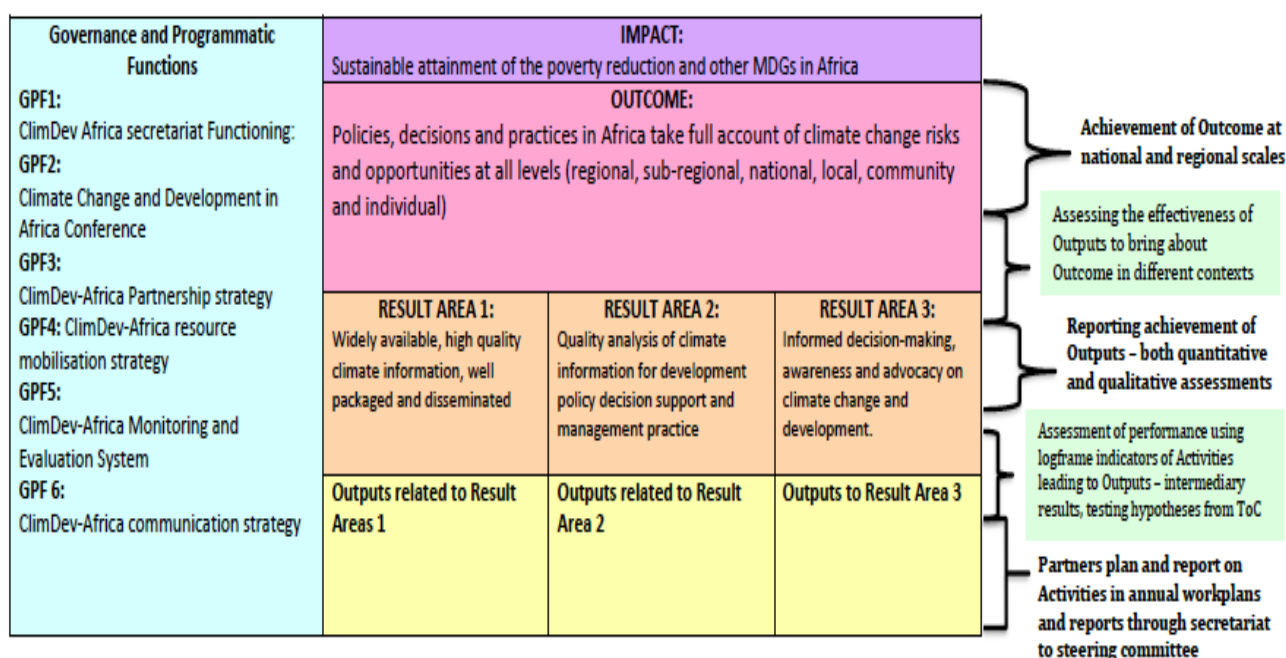 Governance and Programmatic
Functions
GPF1:
ClimDev Africa secretariat Functioning:
GPF2:
Climate Change and Development in
Africa Conference
GPF3:
ClimDev-Africa Partnership strategy
GPF4: ClimDev-Africa resource
mobilisation strategy
GPF5:
ClimDev-Africa Monitoring and
Evaluation System
GPF 6:
ClimDev-Africa communication strategy
IMPACT:
Sustainable attainment of the poverty reduction and other MDGs in Africa
OUTCOME:
Policies, decisions and practices in Africa take full account of climate change risks
and opportunities at all levels (regional, sub-regional, national, local, community
and individual)
RESULT AREA 1:
Widely available, high quality
climate information, well
packaged and disseminated
RESULT AREA 2:
Quality analysis of climate
information for development
policy decision support and
management practice
RESULT AREA 3:
Informed decision-making,
awareness and advocacy on
climate change and
development.
Outputs related to Result
Areas 1
Outputs related to Result
Area 2
Outputs to Result Area 3
Achievement of Outcome at
national and regional scales
Assessing the effectiveness of
Outputs to bring about
Outcome in different contexts
Reporting achievement of
Outputs – both quantitative
and qualitative assessments
Assessment of performance using
logframe indicators of Activities
leading to Outputs – intermediary
results, testing hypotheses from ToC
Partners plan and report on
Activities in annual workplans
and reports through secretariat
to steering committee